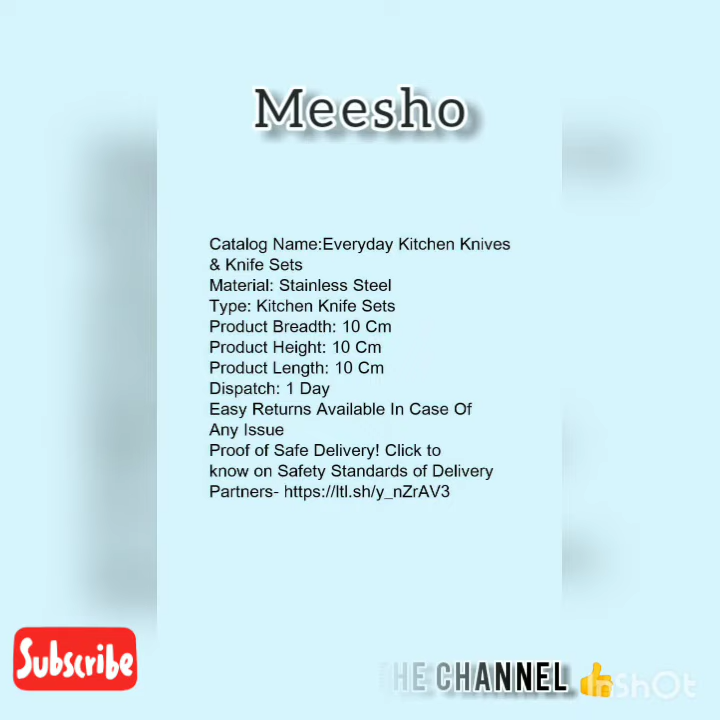 Meesho
Catalog Name:Everyday Kitchen Knives
& Knife Sets
Material: Stainless Steel
Type: Kitchen Knife Sets
Product Breadth: 10 Cm
Product Height: 10 Cm
Product Length: 10 Cm
Dispatch: 1 Day
Easy Returns Available In Case Of
Any Issue
Proof of Safe Delivery! Click to
know on Safety Standards of Delivery
Partners- https://ltl.sh/y_nZrAV3
Subscribe
HE CHANNEL 👍
InShOt